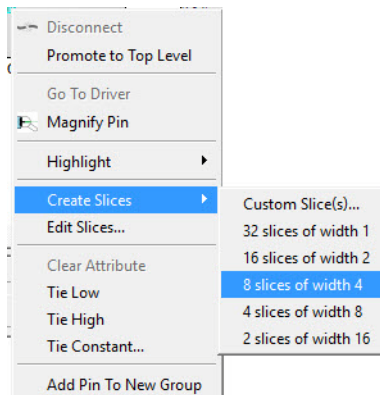 Disconnect
Promote to Top Level
Go To Driver
Magnify Pin
Highlight
Create Slices
Edit Slices...
Clear Attribute
Tie Low
Tie High
Tie Constant...
Add Pin To New Group
Custom Slice(s)...
32 slices of width 1
16 slices of width 2
8 slices of width 4
4 slices of width 8
2 slices of width 16